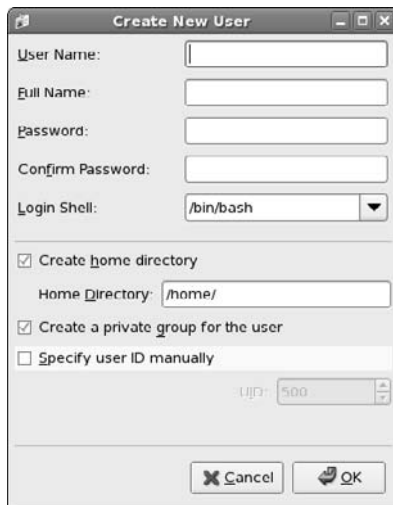 Create New User
User Name:
Full Name:
Password:
Confirm Password:
Login Shell: /bin/bash
Create home directory
Home Directory: /home/
Create a private group for the user
Specify user ID manually
UID: 500
Cancel OK